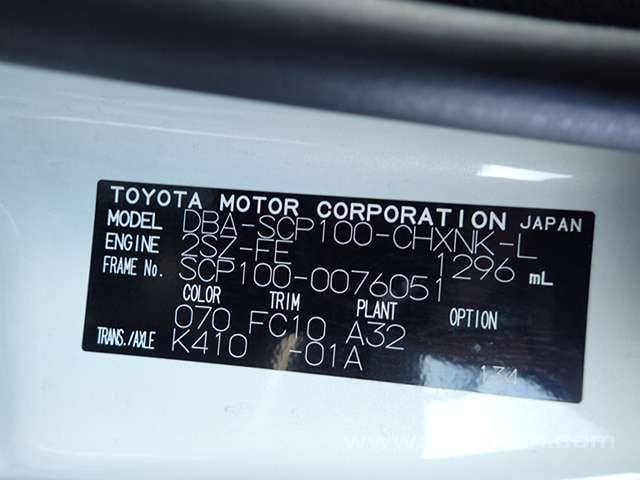 TOYOTA MOTOR CORPORATION JAPAN
MODEL DBA-SCP100-CHXNK-L
ENGINE 2SZ-FE 1296 mL
FRAME No. SCP100-0076051
COLOR TRIM PLANT OPTION
070 FC10 A32
TRANS./AXLE K410 -01A
134